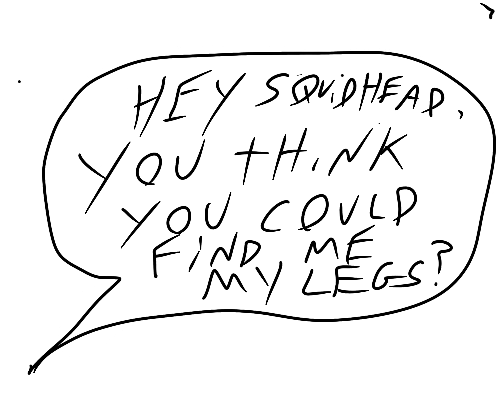 HEY SQUIDHEAD,
YOU THINK
YOU COULD
FIND ME
MY LEGS?